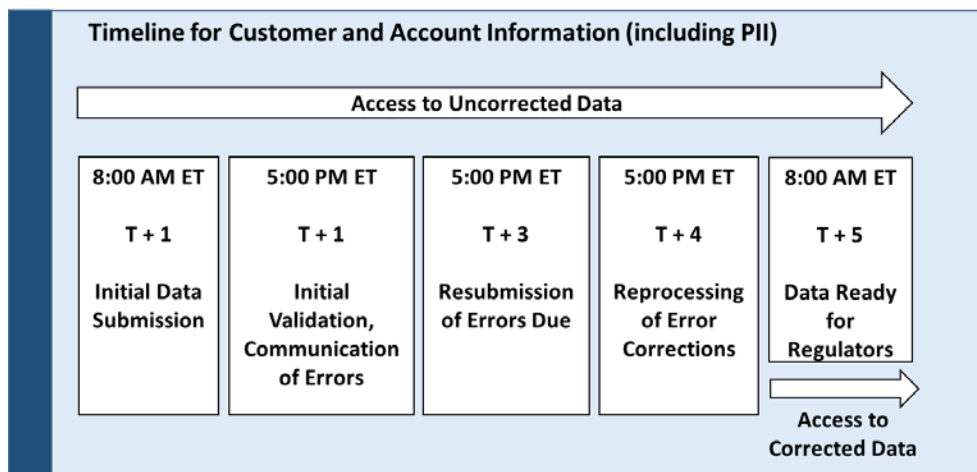 Timeline for Customer and Account Information (including PII)
Access to Uncorrected Data
8:00 AM ET
T + 1
Initial Data
Submission
5:00 PM ET
T + 1
Initial
Validation,
Communication
of Errors
5:00 PM ET
T + 3
Resubmission
of Errors Due
5:00 PM ET
T + 4
Reprocessing
of Error
Corrections
8:00 AM ET
T + 5
Data Ready
for
Regulators
Access to
Corrected Data